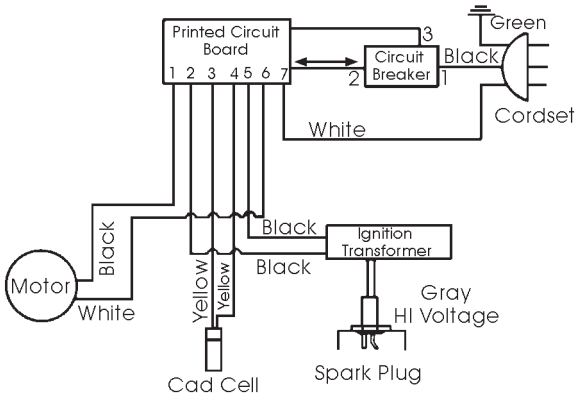 Green
Printed Circuit
Board
3
Circuit
Breaker
Black
2
1
1 2 3 4 5 6 7
Cordset
White
Black
Black
Ignition
Transformer
Black
Yellow
Yellow
Motor
White
Gray
HI Voltage
Cad Cell
Spark Plug